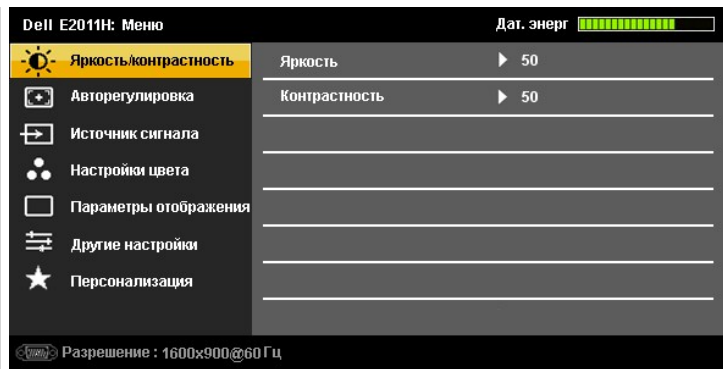 Dell E2011H: Меню Дат. энерг
Яркость/контрастность Яркость 50
Авторегулировка Контрастность 50
Источник сигнала
Настройки цвета
Параметры отображения
Другие настройки
Персонализация
Разрешение : 1600x900@60 Гц